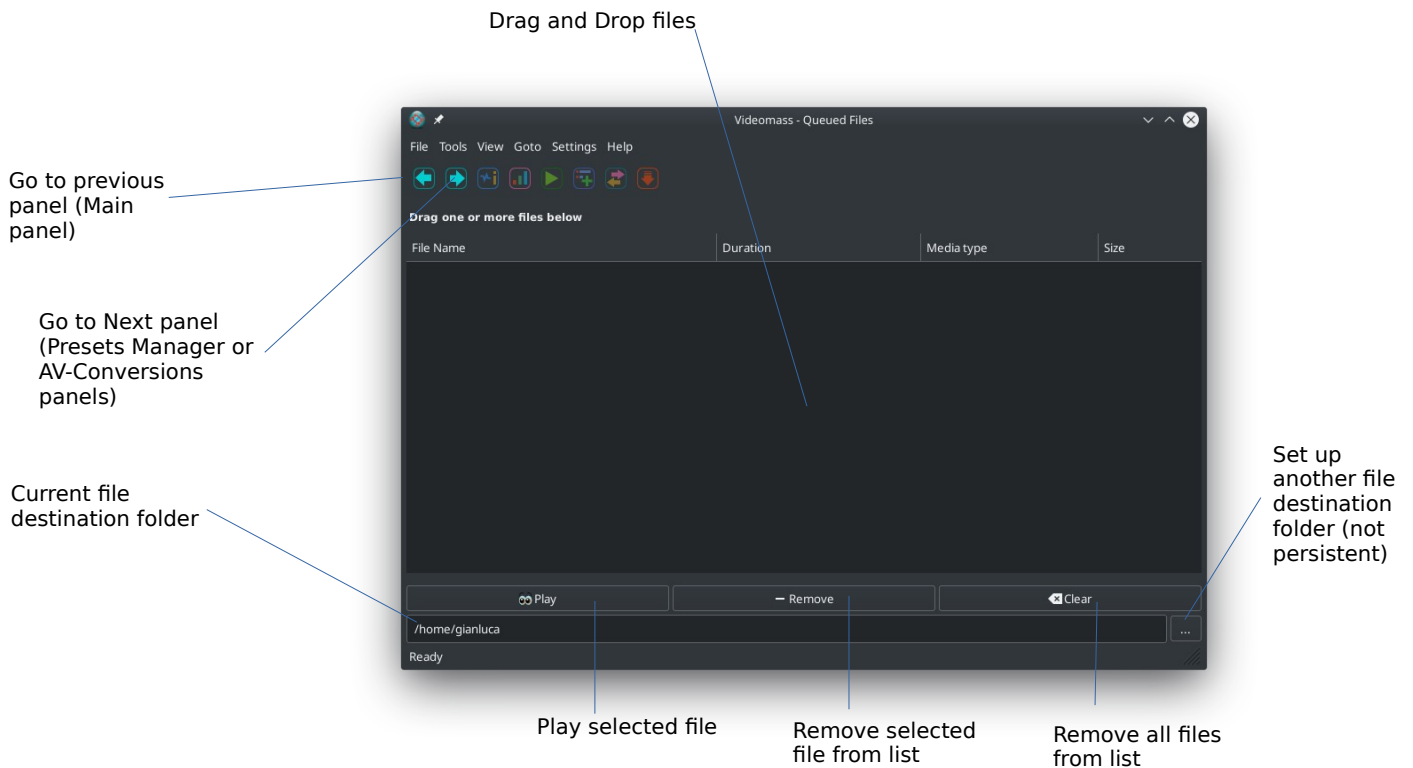 Drag and Drop files
Videomass - Queued Files
File Tools View Goto Settings Help
Go to previous
panel (Main
panel)
Drag one or more files below
File Name Duration Media type Size
Go to Next panel
(Presets Manager or
AV-Conversions
panels)
Set up
another file
destination
folder (not
persistent)
Current file
destination folder
Play Remove Clear
/home/gianluca ...
Ready
Play selected file
Remove selected
file from list
Remove all files
from list